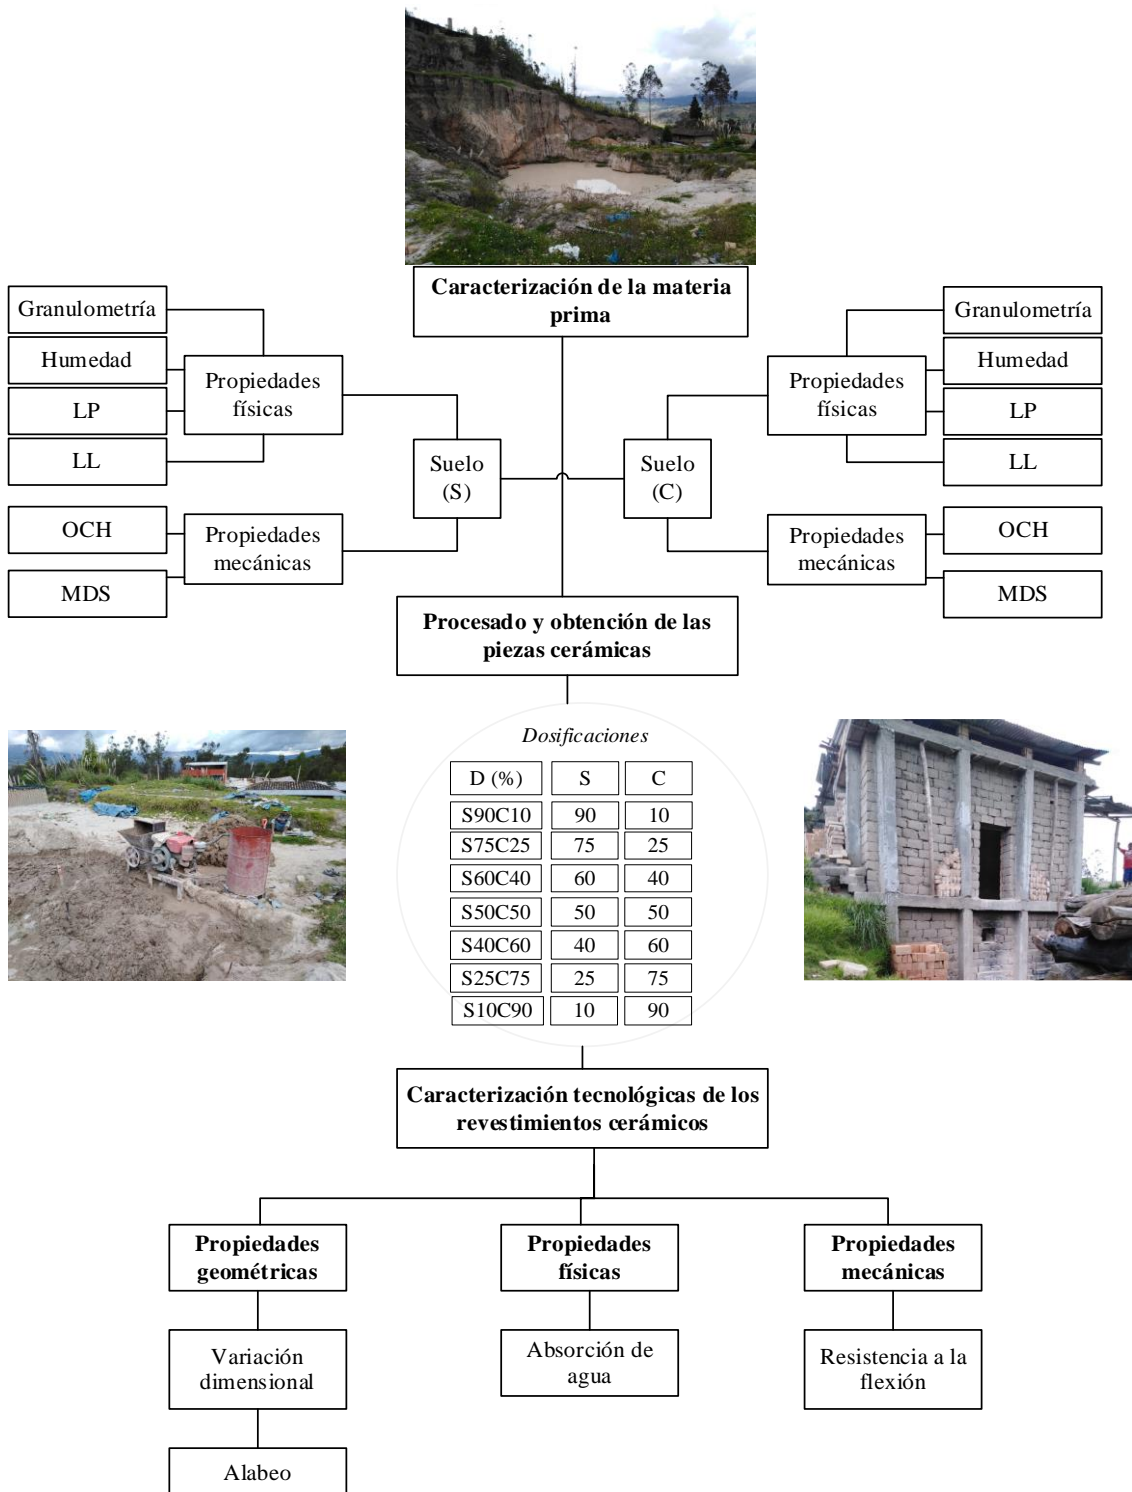 Caracterización de la materia
prima
Granulometría
Humedad
LP
LL
Propiedades
físicas
OCH
MDS
Propiedades
mecánicas
Suelo
(S)
Suelo
(C)
Propiedades
físicas
Granulometría
Humedad
LP
LL
Propiedades
mecánicas
OCH
MDS
Procesado y obtención de las
piezas cerámicas
Dosificaciones
D (%) S C
S90C10 90 10
S75C25 75 25
S60C40 60 40
S50C50 50 50
S40C60 40 60
S25C75 25 75
S10C90 10 90
Caracterización tecnológicas de los
revestimientos cerámicos
Propiedades
geométricas
Variación
dimensional
Alabeo
Propiedades
físicas
Absorción de
agua
Propiedades
mecánicas
Resistencia a la
flexión